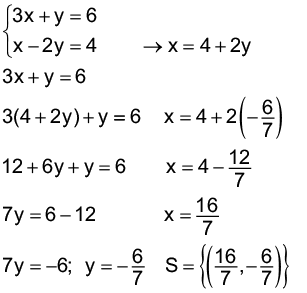 3x + y = 6
x − 2y = 4 → x = 4 + 2y
3x + y = 6
3(4 + 2y) + y = 6 x = 4 + 2(−6/7)
12 + 6y + y = 6 x = 4 − 12/7
7y = 6 − 12 x = 16/7
7y = −6; y = −6/7 S = {(16/7, −6/7)}